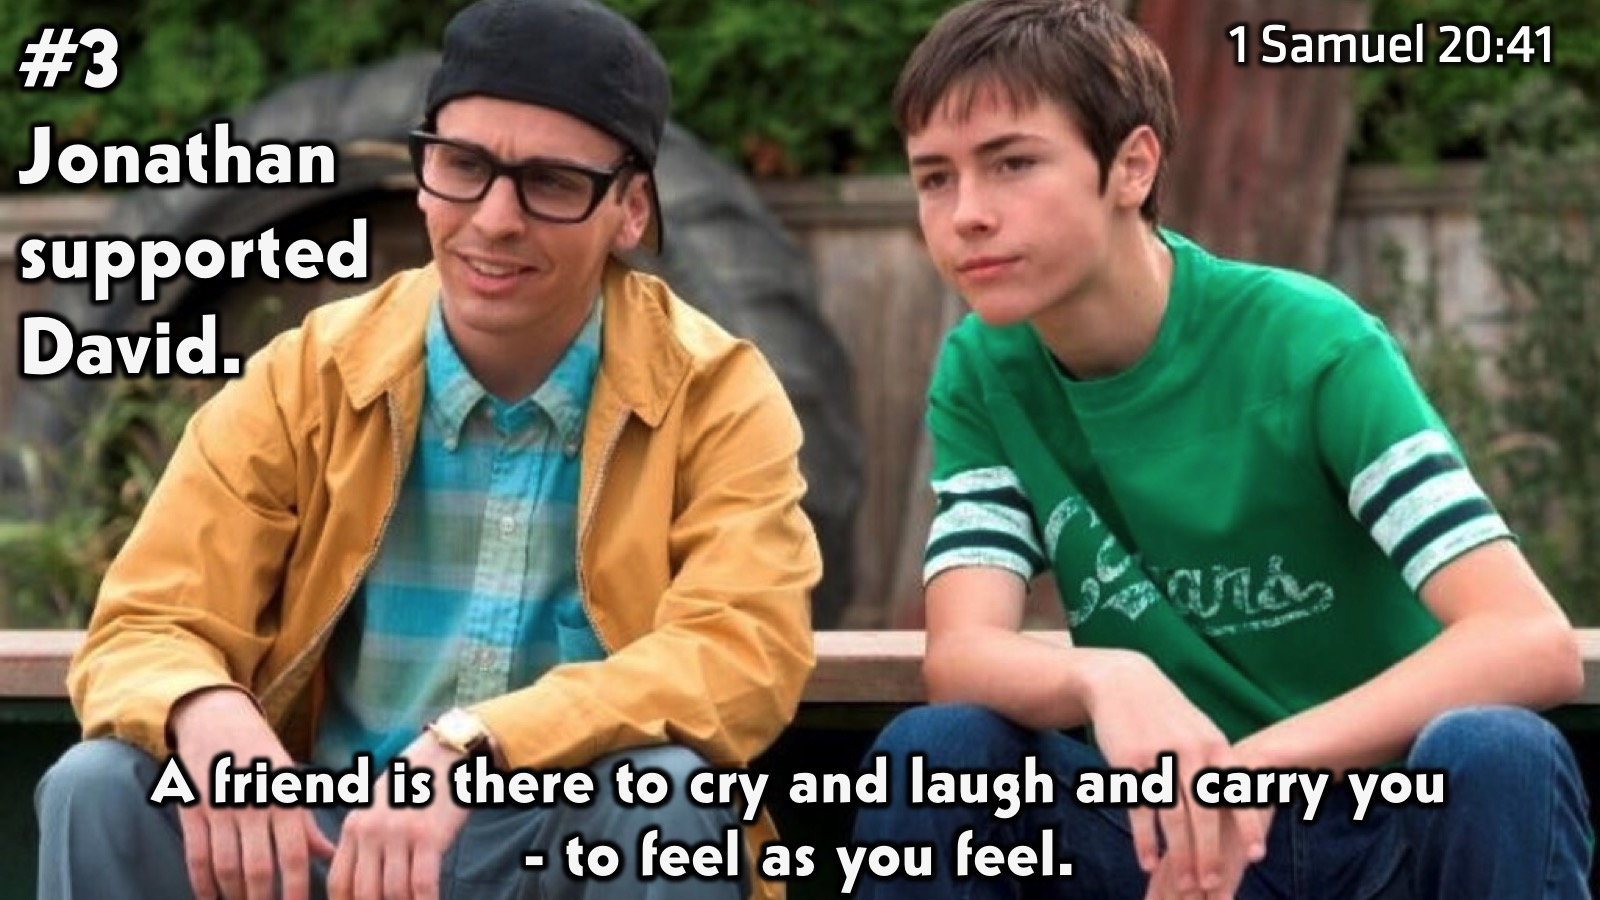 #3
1 Samuel 20:41
Jonathan
supported
David.
A friend is there to cry and laugh and carry you
- to feel as you feel.